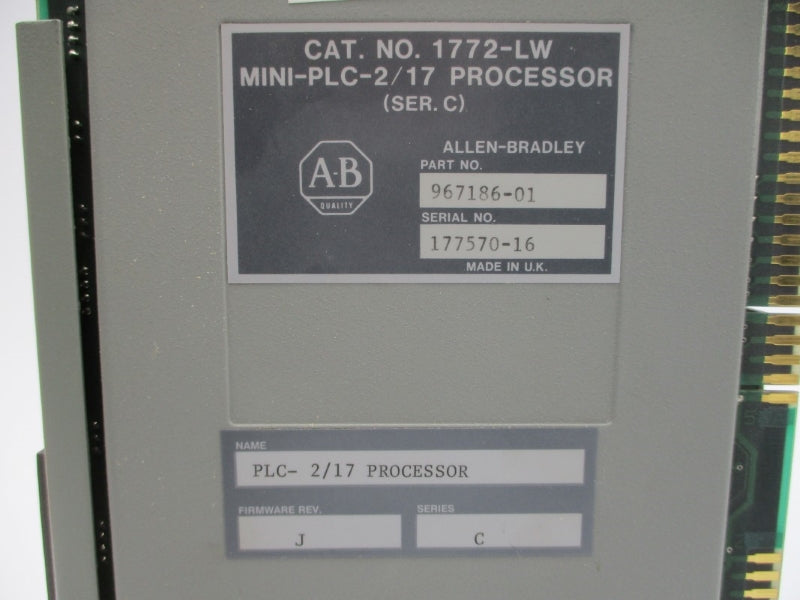 CAT. NO. 1772-LW
MINI-PLC-2/17 PROCESSOR
(SER. C)
ALLEN-BRADLEY
A-B
QUALITY
PART NO.
967186-01
SERIAL NO.
177570-16
MADE IN U.K.
NAME
PLC- 2/17 PROCESSOR
FIRMWARE REV.
SERIES
J
C